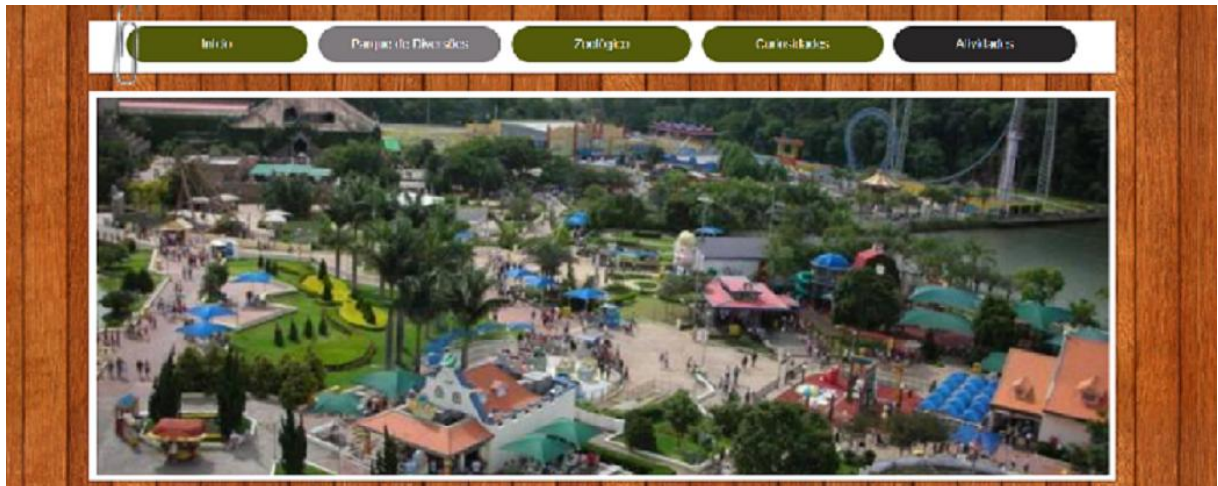 Início
Parque de Diversões
Zoológico
Curiosidades
Atividades